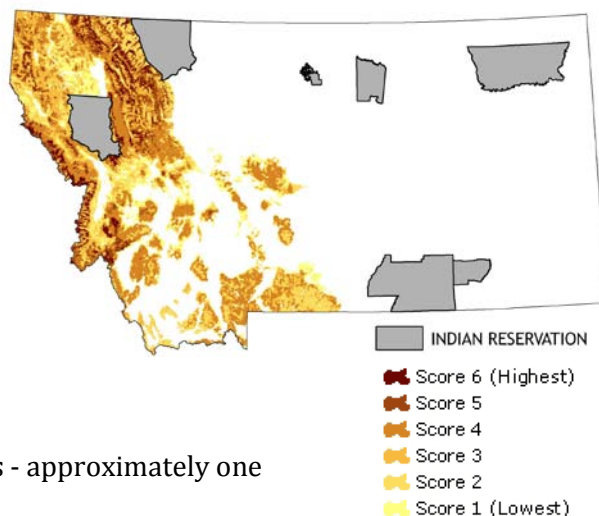 INDIAN RESERVATION
Score 6 (Highest)
Score 5
Score 4
Score 3
s - approximately one
Score 2
Score 1 (Lowest)